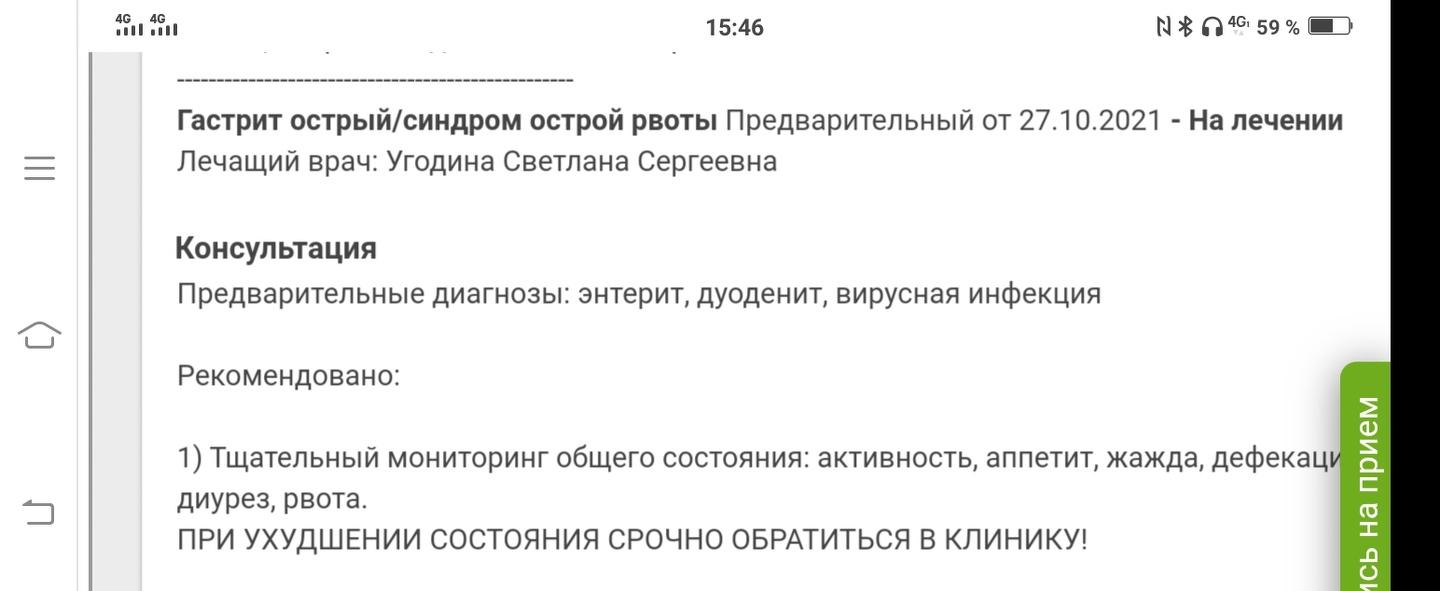 4G 4G 15:46 4G 59 %
------------------------------------------------
Гастрит острый/синдром острой рвоты Предварительный от 27.10.2021 - На лечении
Лечащий врач: Угодина Светлана Сергеевна
Консультация
Предварительные диагнозы: энтерит, дуоденит, вирусная инфекция
Рекомендовано:
1) Тщательный мониторинг общего состояния: активность, аппетит, жажда, дефекаци
диурез, рвота.
ПРИ УХУДШЕНИИ СОСТОЯНИЯ СРОЧНО ОБРАТИТЬСЯ В КЛИНИКУ!
ись на прием